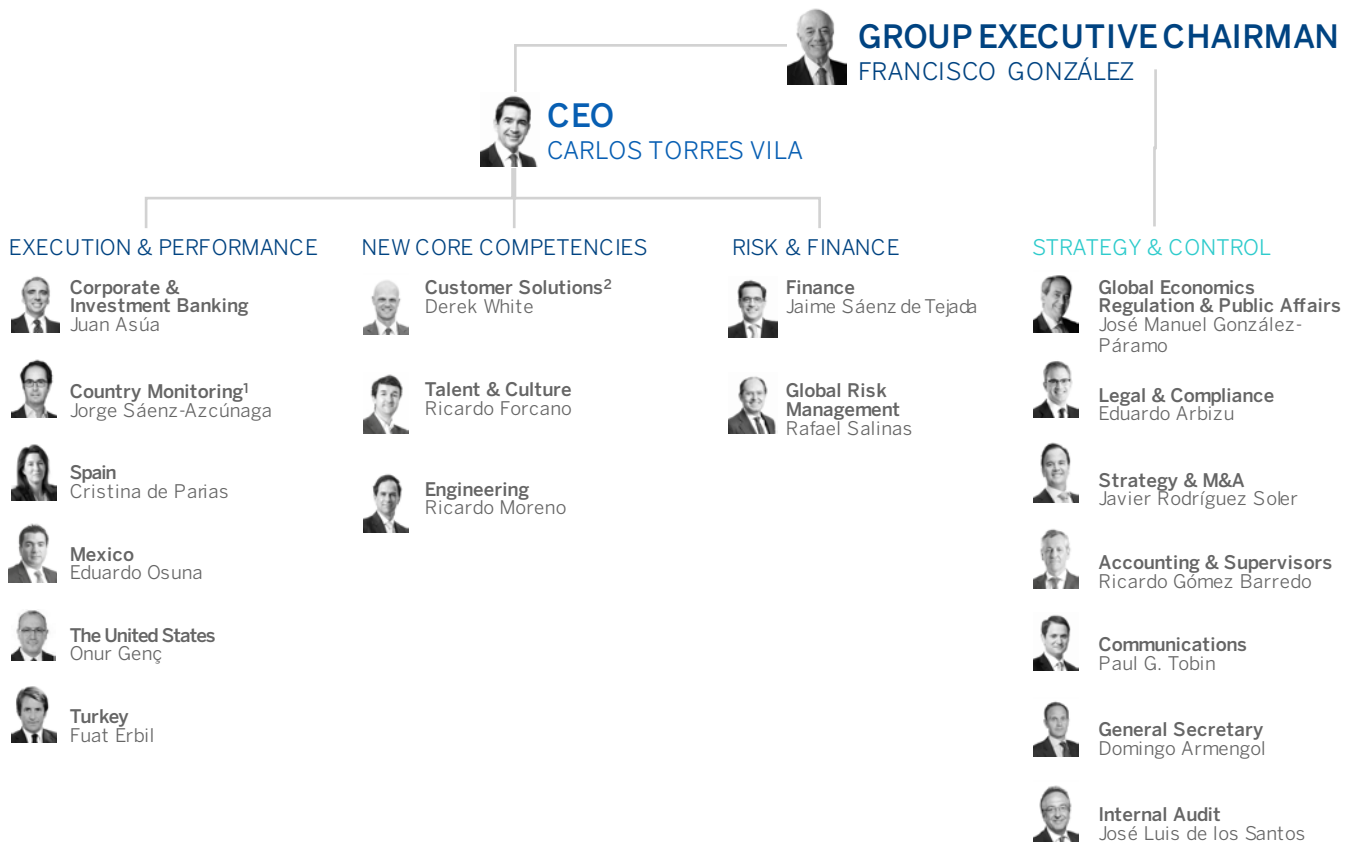 GROUP EXECUTIVE CHAIRMAN
FRANCISCO GONZÁLEZ
CEO
CARLOS TORRES VILA
EXECUTION & PERFORMANCE
Corporate &
Investment Banking
Juan Asúa
Country Monitoring¹
Jorge Sáenz-Azcúnaga
Spain
Cristina de Parias
Mexico
Eduardo Osuna
The United States
Onur Genç
Turkey
Fuat Erbil
NEW CORE COMPETENCIES
Customer Solutions²
Derek White
Talent & Culture
Ricardo Forcano
Engineering
Ricardo Moreno
RISK & FINANCE
Finance
Jaime Sáenz de Tejada
Global Risk
Management
Rafael Salinas
STRATEGY & CONTROL
Global Economics
Regulation & Public Affairs
José Manuel González-
Páramo
Legal & Compliance
Eduardo Arbizu
Strategy & M&A
Javier Rodríguez Soler
Accounting & Supervisors
Ricardo Gómez Barredo
Communications
Paul G. Tobin
General Secretary
Domingo Armengol
Internal Audit
José Luis de los Santos